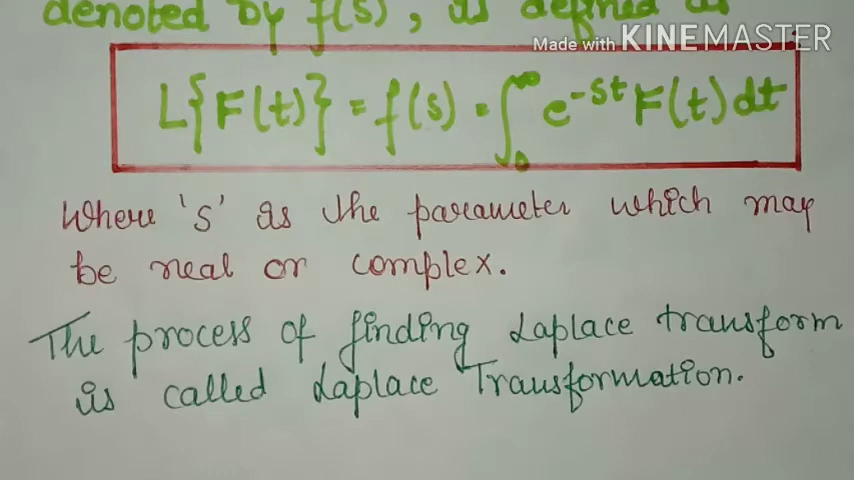 denoted by f(s), is defined as
Made with KINEMASTER
L{F(t)} = f(s) = ∫₀^∞ e^-st F(t) dt
Where 's' is the parameter which may
be real or complex.
The process of finding Laplace transform
is called Laplace Transformation.